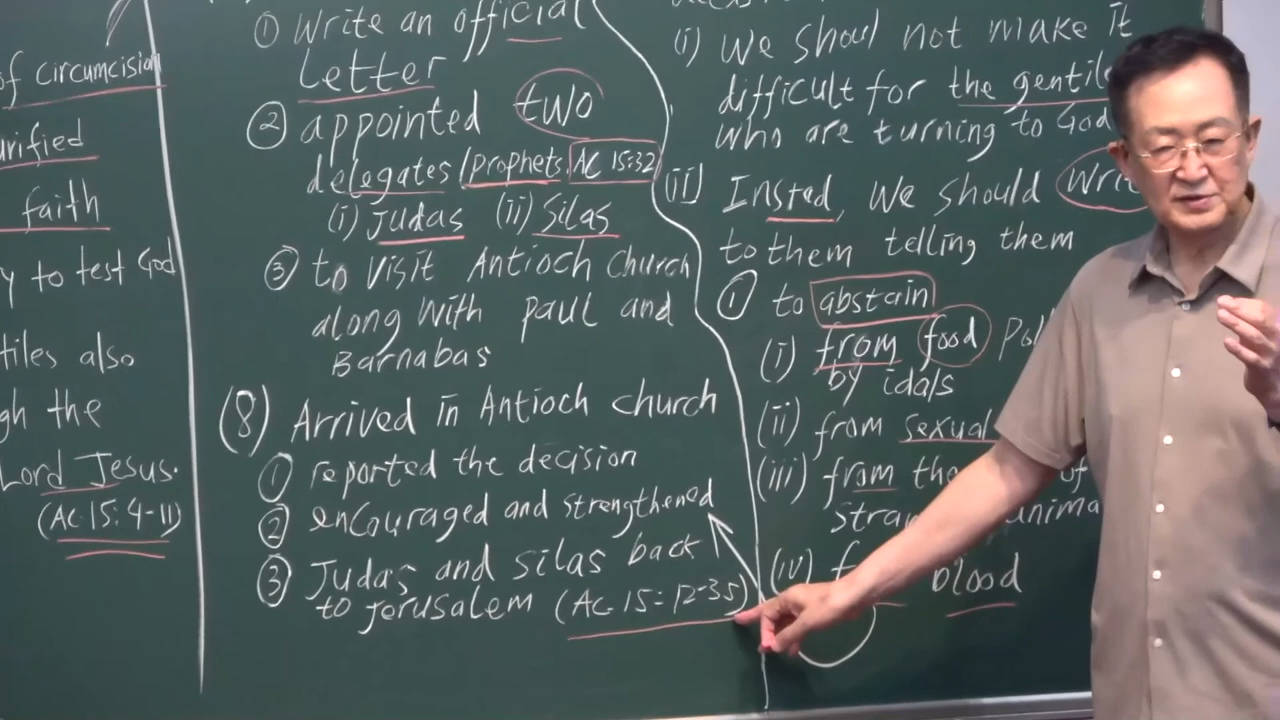 of circumcision
faith
y to test God
tiles also
gh the
Lord Jesus.
(AC. 15: 4-11)
① Write an official
Letter
② appointed two
delegates/prophets. AC 15:32
(i) Judas (ii) Silas
③ to visit Antioch Church
along with paul and
Barnabas
(8) Arrived in Antioch church
① reported the decision
② encouraged and strengthened
③ Judas and Silas back
to Jerusalem (AC. 15: 12-35)
(i) We should not make it
difficult for the gentile
who are turning to God
(ii) Insted, we should
to them telling them
① to abstain
(i) from food
by idals
(ii) from sexual
(iii) from the of
(iv) blood